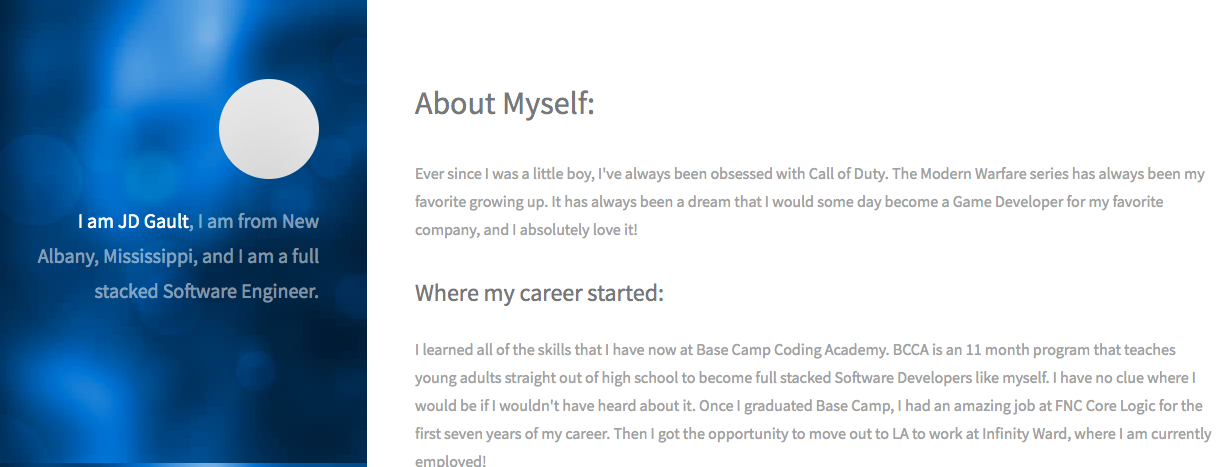 I am JD Gault, I am from New
Albany, Mississippi, and I am a full
stacked Software Engineer.
About Myself:
Ever since I was a little boy, I've always been obsessed with Call of Duty. The Modern Warfare series has always been my
favorite growing up. It has always been a dream that I would some day become a Game Developer for my favorite
company, and I absolutely love it!
Where my career started:
I learned all of the skills that I have now at Base Camp Coding Academy. BCCA is an 11 month program that teaches
young adults straight out of high school to become full stacked Software Developers like myself. I have no clue where I
would be if I wouldn't have heard about it. Once I graduated Base Camp, I had an amazing job at FNC Core Logic for the
first seven years of my career. Then I got the opportunity to move out to LA to work at Infinity Ward, where I am currently
employed!